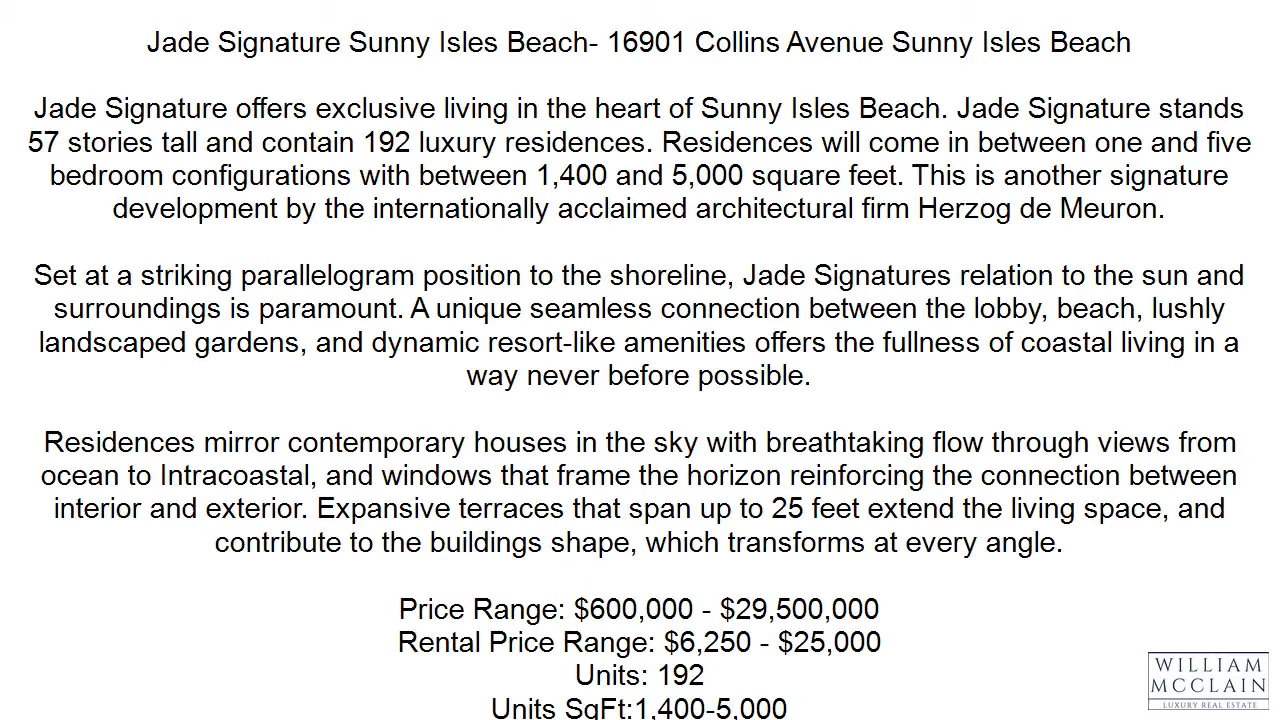 Jade Signature Sunny Isles Beach- 16901 Collins Avenue Sunny Isles Beach
Jade Signature offers exclusive living in the heart of Sunny Isles Beach. Jade Signature stands
57 stories tall and contain 192 luxury residences. Residences will come in between one and five
bedroom configurations with between 1,400 and 5,000 square feet. This is another signature
development by the internationally acclaimed architectural firm Herzog de Meuron.
Set at a striking parallelogram position to the shoreline, Jade Signatures relation to the sun and
surroundings is paramount. A unique seamless connection between the lobby, beach, lushly
landscaped gardens, and dynamic resort-like amenities offers the fullness of coastal living in a
way never before possible.
Residences mirror contemporary houses in the sky with breathtaking flow through views from
ocean to Intracoastal, and windows that frame the horizon reinforcing the connection between
interior and exterior. Expansive terraces that span up to 25 feet extend the living space, and
contribute to the buildings shape, which transforms at every angle.
Price Range: $600,000 - $29,500,000
Rental Price Range: $6,250 - $25,000
Units: 192
Units SqFt:1,400-5,000
WILLIAM
MCCLAIN
LUXURY REAL ESTATE